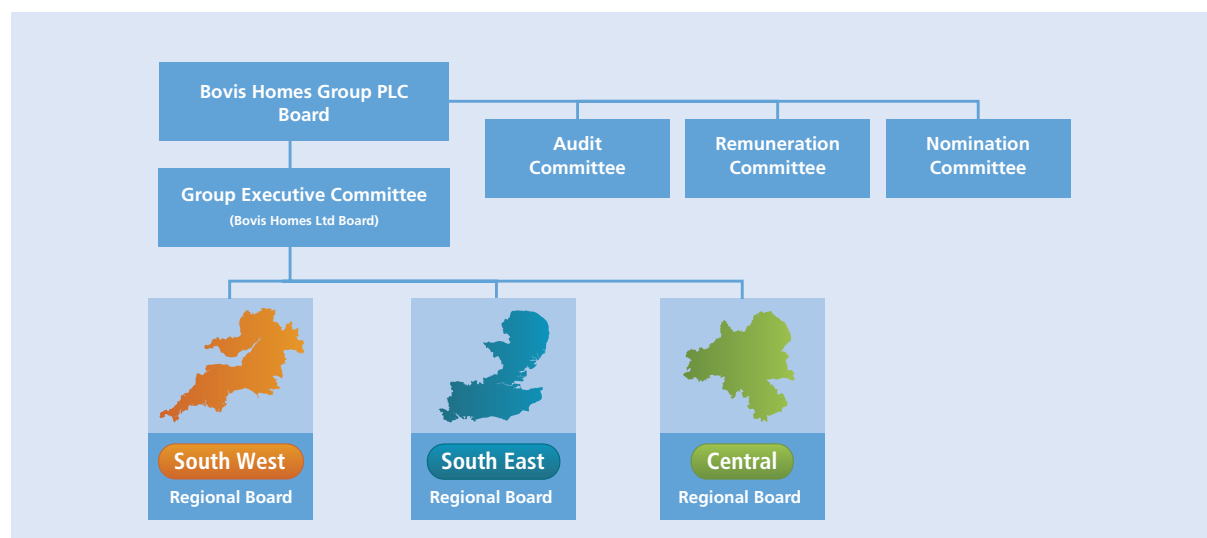 Bovis Homes Group PLC
Board
Audit
Committee
Remuneration
Committee
Nomination
Committee
Group Executive Committee
(Bovis Homes Ltd Board)
South West
Regional Board
South East
Regional Board
Central
Regional Board